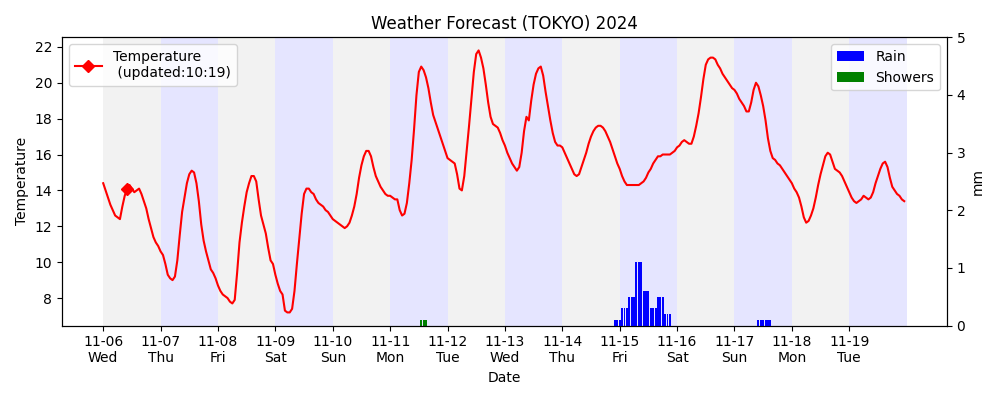 Weather Forecast (TOKYO) 2024
Temperature
(updated:10:19)
Rain
Showers
Temperature
22
20
18
16
14
12
10
8
5
4
3
2
1
0
mm
11-06 11-07 11-08 11-09 11-10 11-11 11-12 11-13 11-14 11-15 11-16 11-17 11-18 11-19
Wed Thu Fri Sat Sun Mon Tue Wed Thu Fri Sat Sun Mon Tue
Date